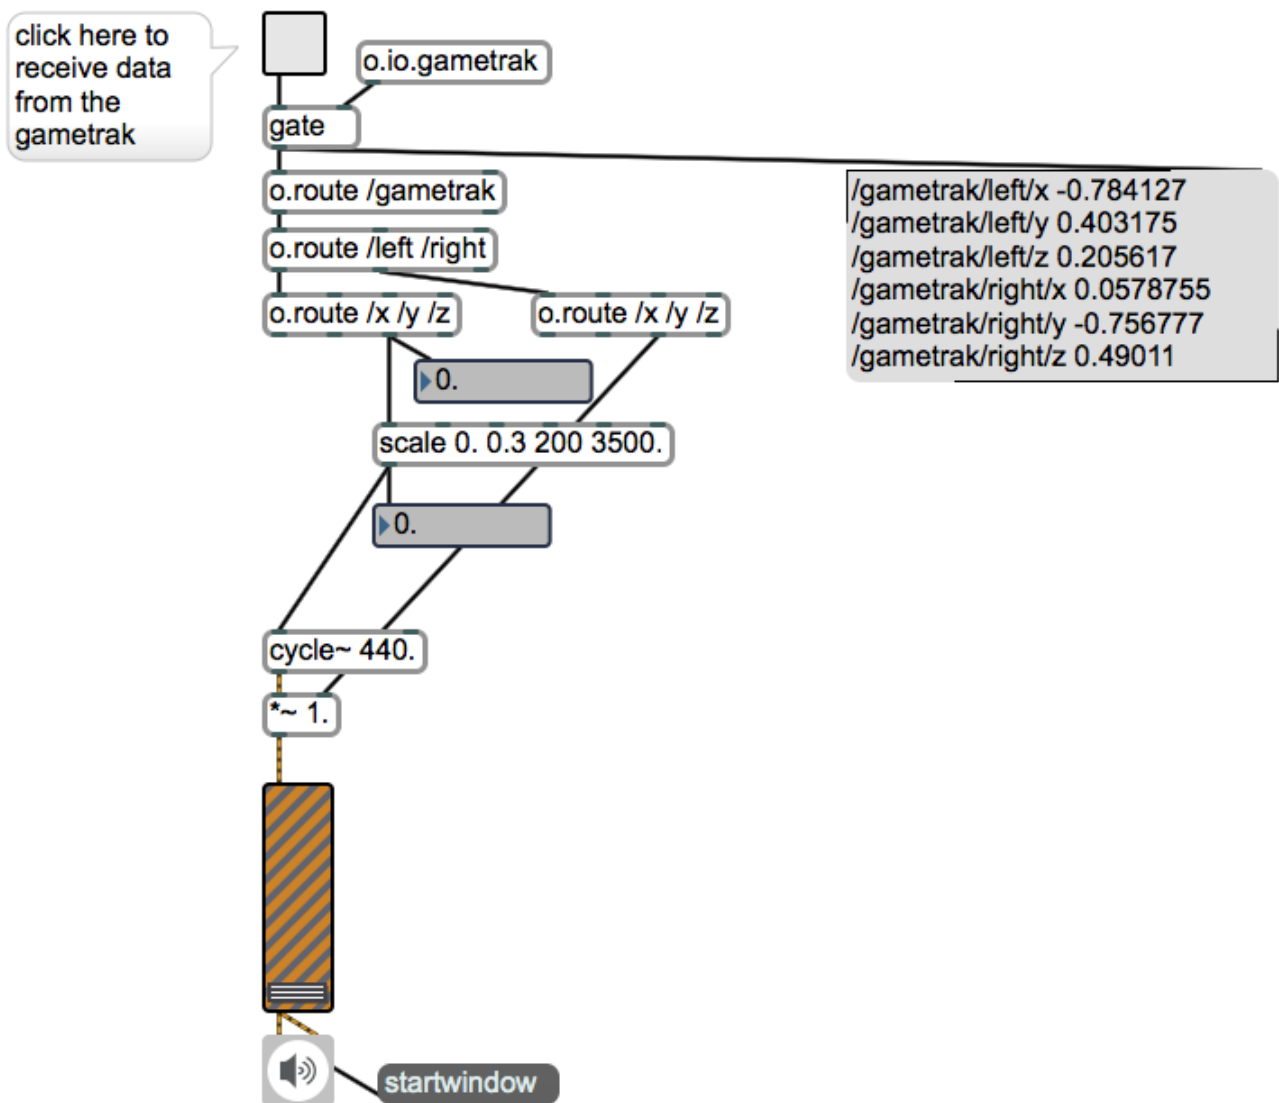 click here to
receive data
from the
gametrak
o.io.gametrak
gate
o.route /gametrak
o.route /left /right
o.route /x /y /z
o.route /x /y /z
/gametrak/left/x -0.784127
/gametrak/left/y 0.403175
/gametrak/left/z 0.205617
/gametrak/right/x 0.0578755
/gametrak/right/y -0.756777
/gametrak/right/z 0.49011
0.
scale 0. 0.3 200 3500.
0.
cycle~ 440.
*~ 1.
startwindow